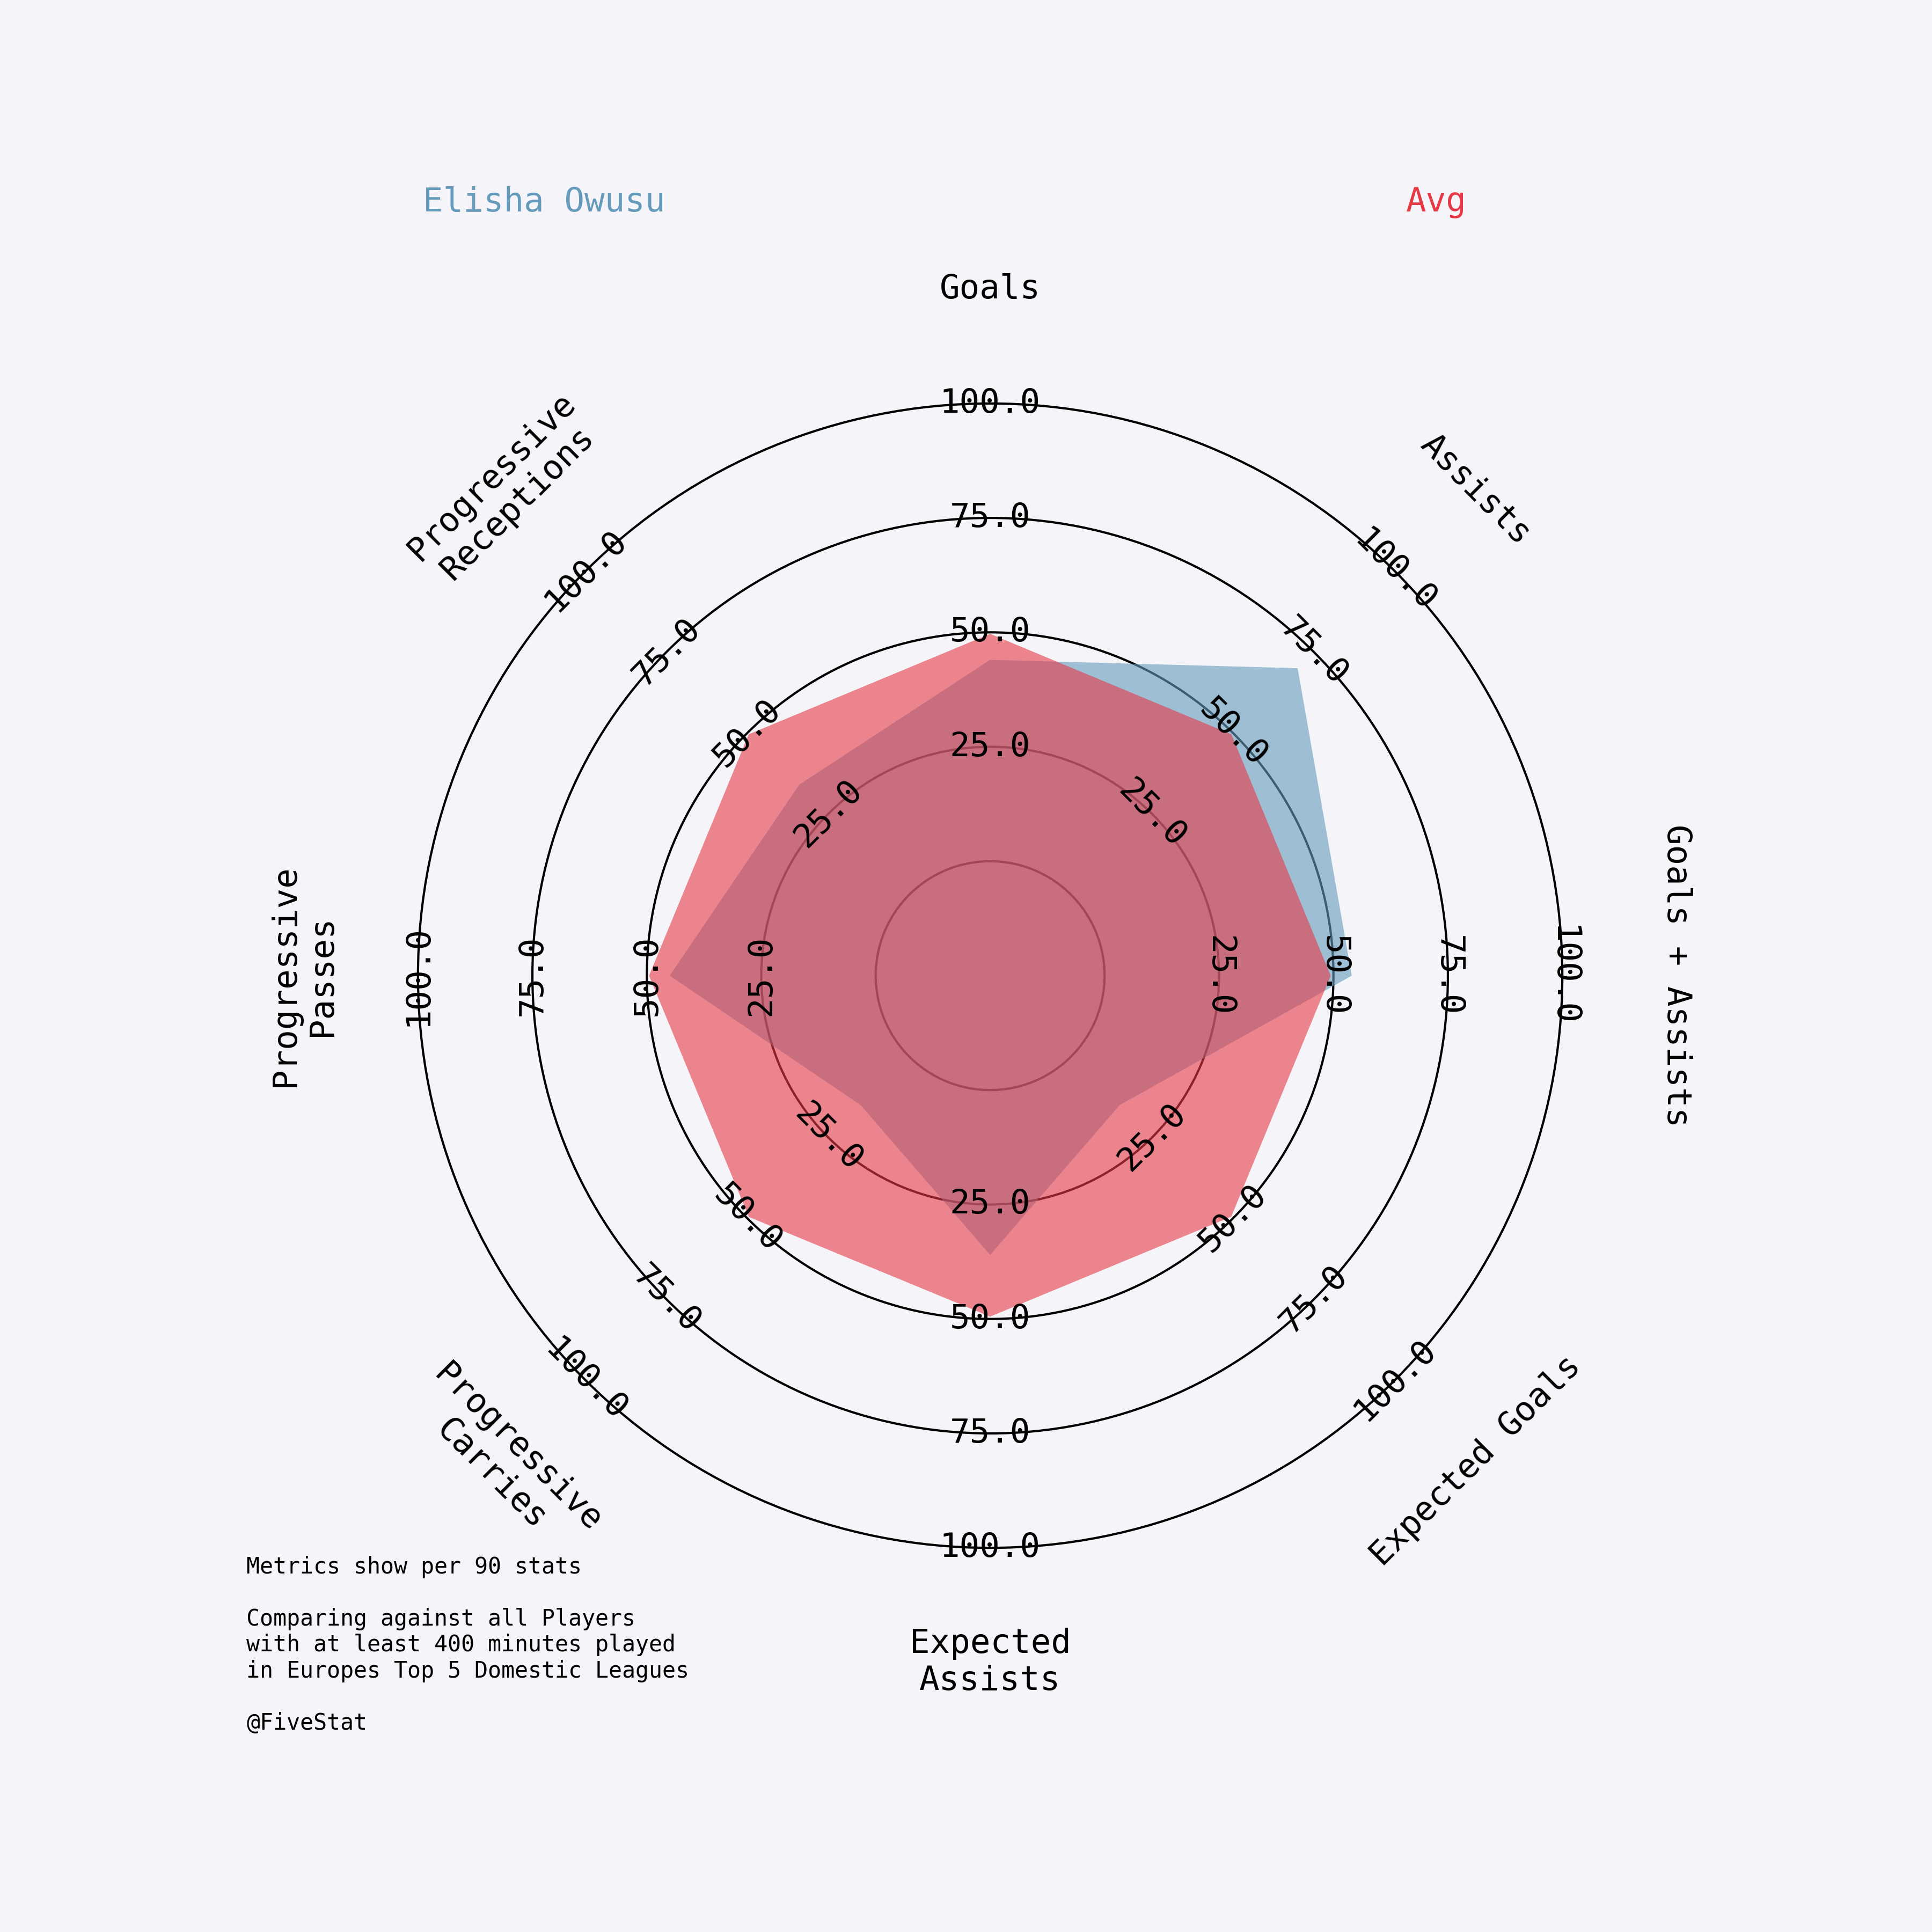 Elisha Owusu
Avg
Goals
Assists
Goals + Assists
Expected Goals
Expected
Assists
Progressive
Carries
Progressive
Passes
Progressive
Receptions
25.0
50.0
75.0
100.0
25.0
50.0
75.0
100.0
25.0
50.0
75.0
100.0
25.0
50.0
75.0
100.0
25.0
50.0
75.0
100.0
25.0
50.0
75.0
100.0
25.0
50.0
75.0
100.0
25.0
50.0
75.0
100.0
Metrics show per 90 stats
Comparing against all Players
with at least 400 minutes played
in Europes Top 5 Domestic Leagues
@FiveStat